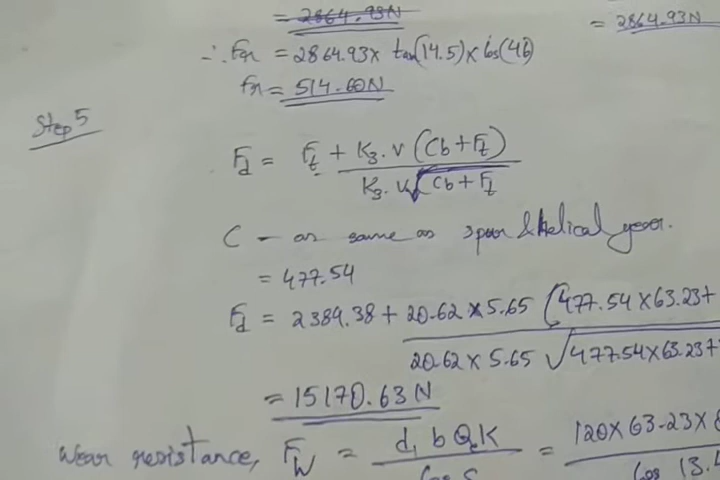 = 2864.93N
= 2864.93N
∴ Fr = 2864.93 x tan(14.5) x cos(46)
Fr = 514.60N
Step 5
Fd = Ft + K3.v (Cb + Ft) / K3.v √Cb + Ft
C - as same as spur & helical gear.
= 477.54
Fd = 2384.38 + 20.62 x 5.65 (477.54 x 63.23 + / 20.62 x 5.65 √477.54 x 63.23 +
= 15170.63 N
Wear resistance, Fw = d1 b Q K / Cos = 120 x 63.23 x / Cos 13.